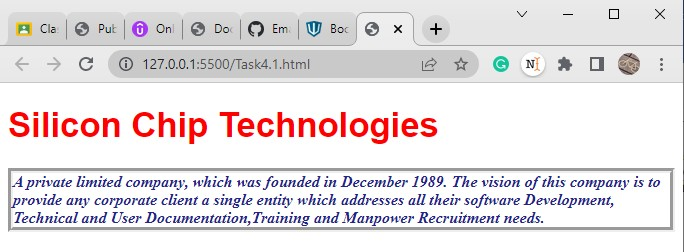 Cla
Pub
Onl
Doc
Em
Boo
127.0.0.1:5500/Task4.1.html
Silicon Chip Technologies
A private limited company, which was founded in December 1989. The vision of this company is to
provide any corporate client a single entity which addresses all their software Development,
Technical and User Documentation,Training and Manpower Recruitment needs.